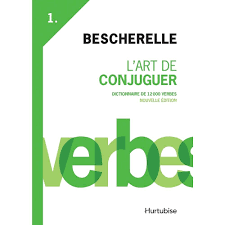 1.
BESCHERELLE
L'ART DE
CONJUGUER
DICTIONNAIRE DE 12 000 VERBES
NOUVELLE ÉDITION
verbes
Hurtubise